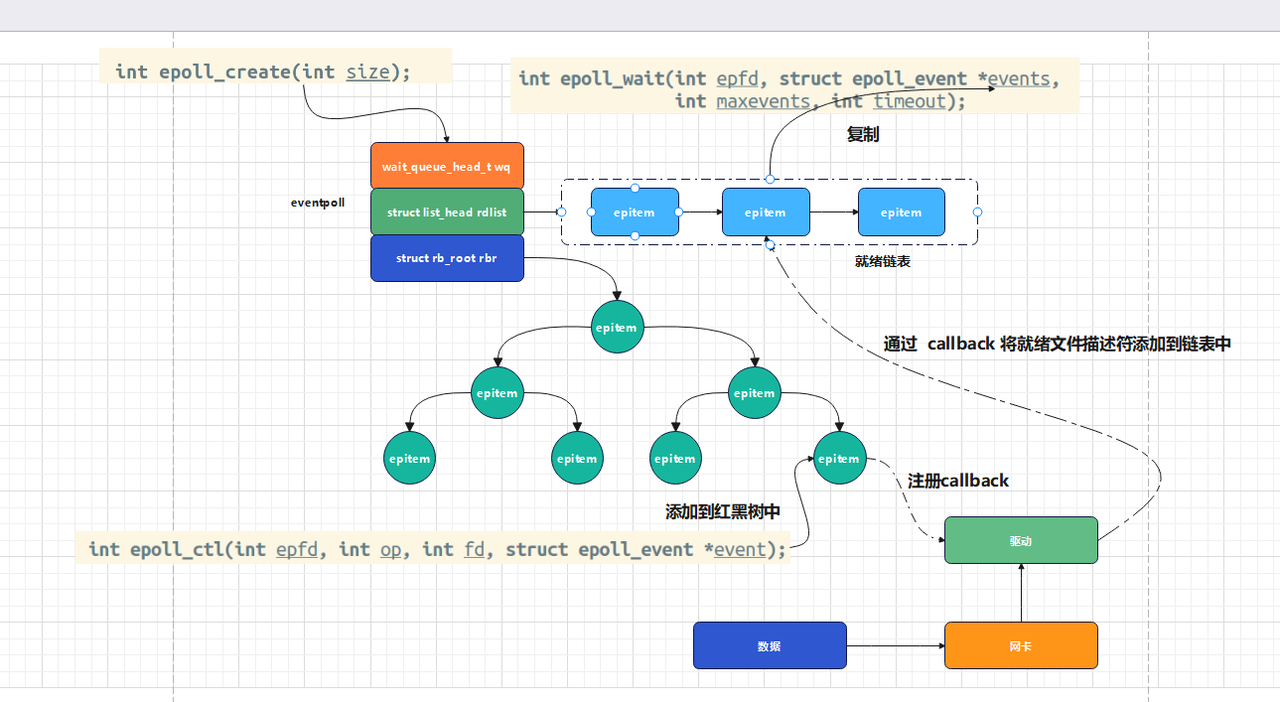 int epoll_create(int size);
int epoll_wait(int epfd, struct epoll_event *events,
int maxevents, int timeout);
复制
wait_queue_head_t wq
eventpoll
struct list_head rdlist
epitem
epitem
epitem
struct rb_root rbr
就绪链表
epitem
通过 callback 将就绪文件描述符添加到链表中
epitem
epitem
epitem
epitem
epitem
epitem
注册callback
添加到红黑树中
int epoll_ctl(int epfd, int op, int fd, struct epoll_event *event);
驱动
数据
网卡